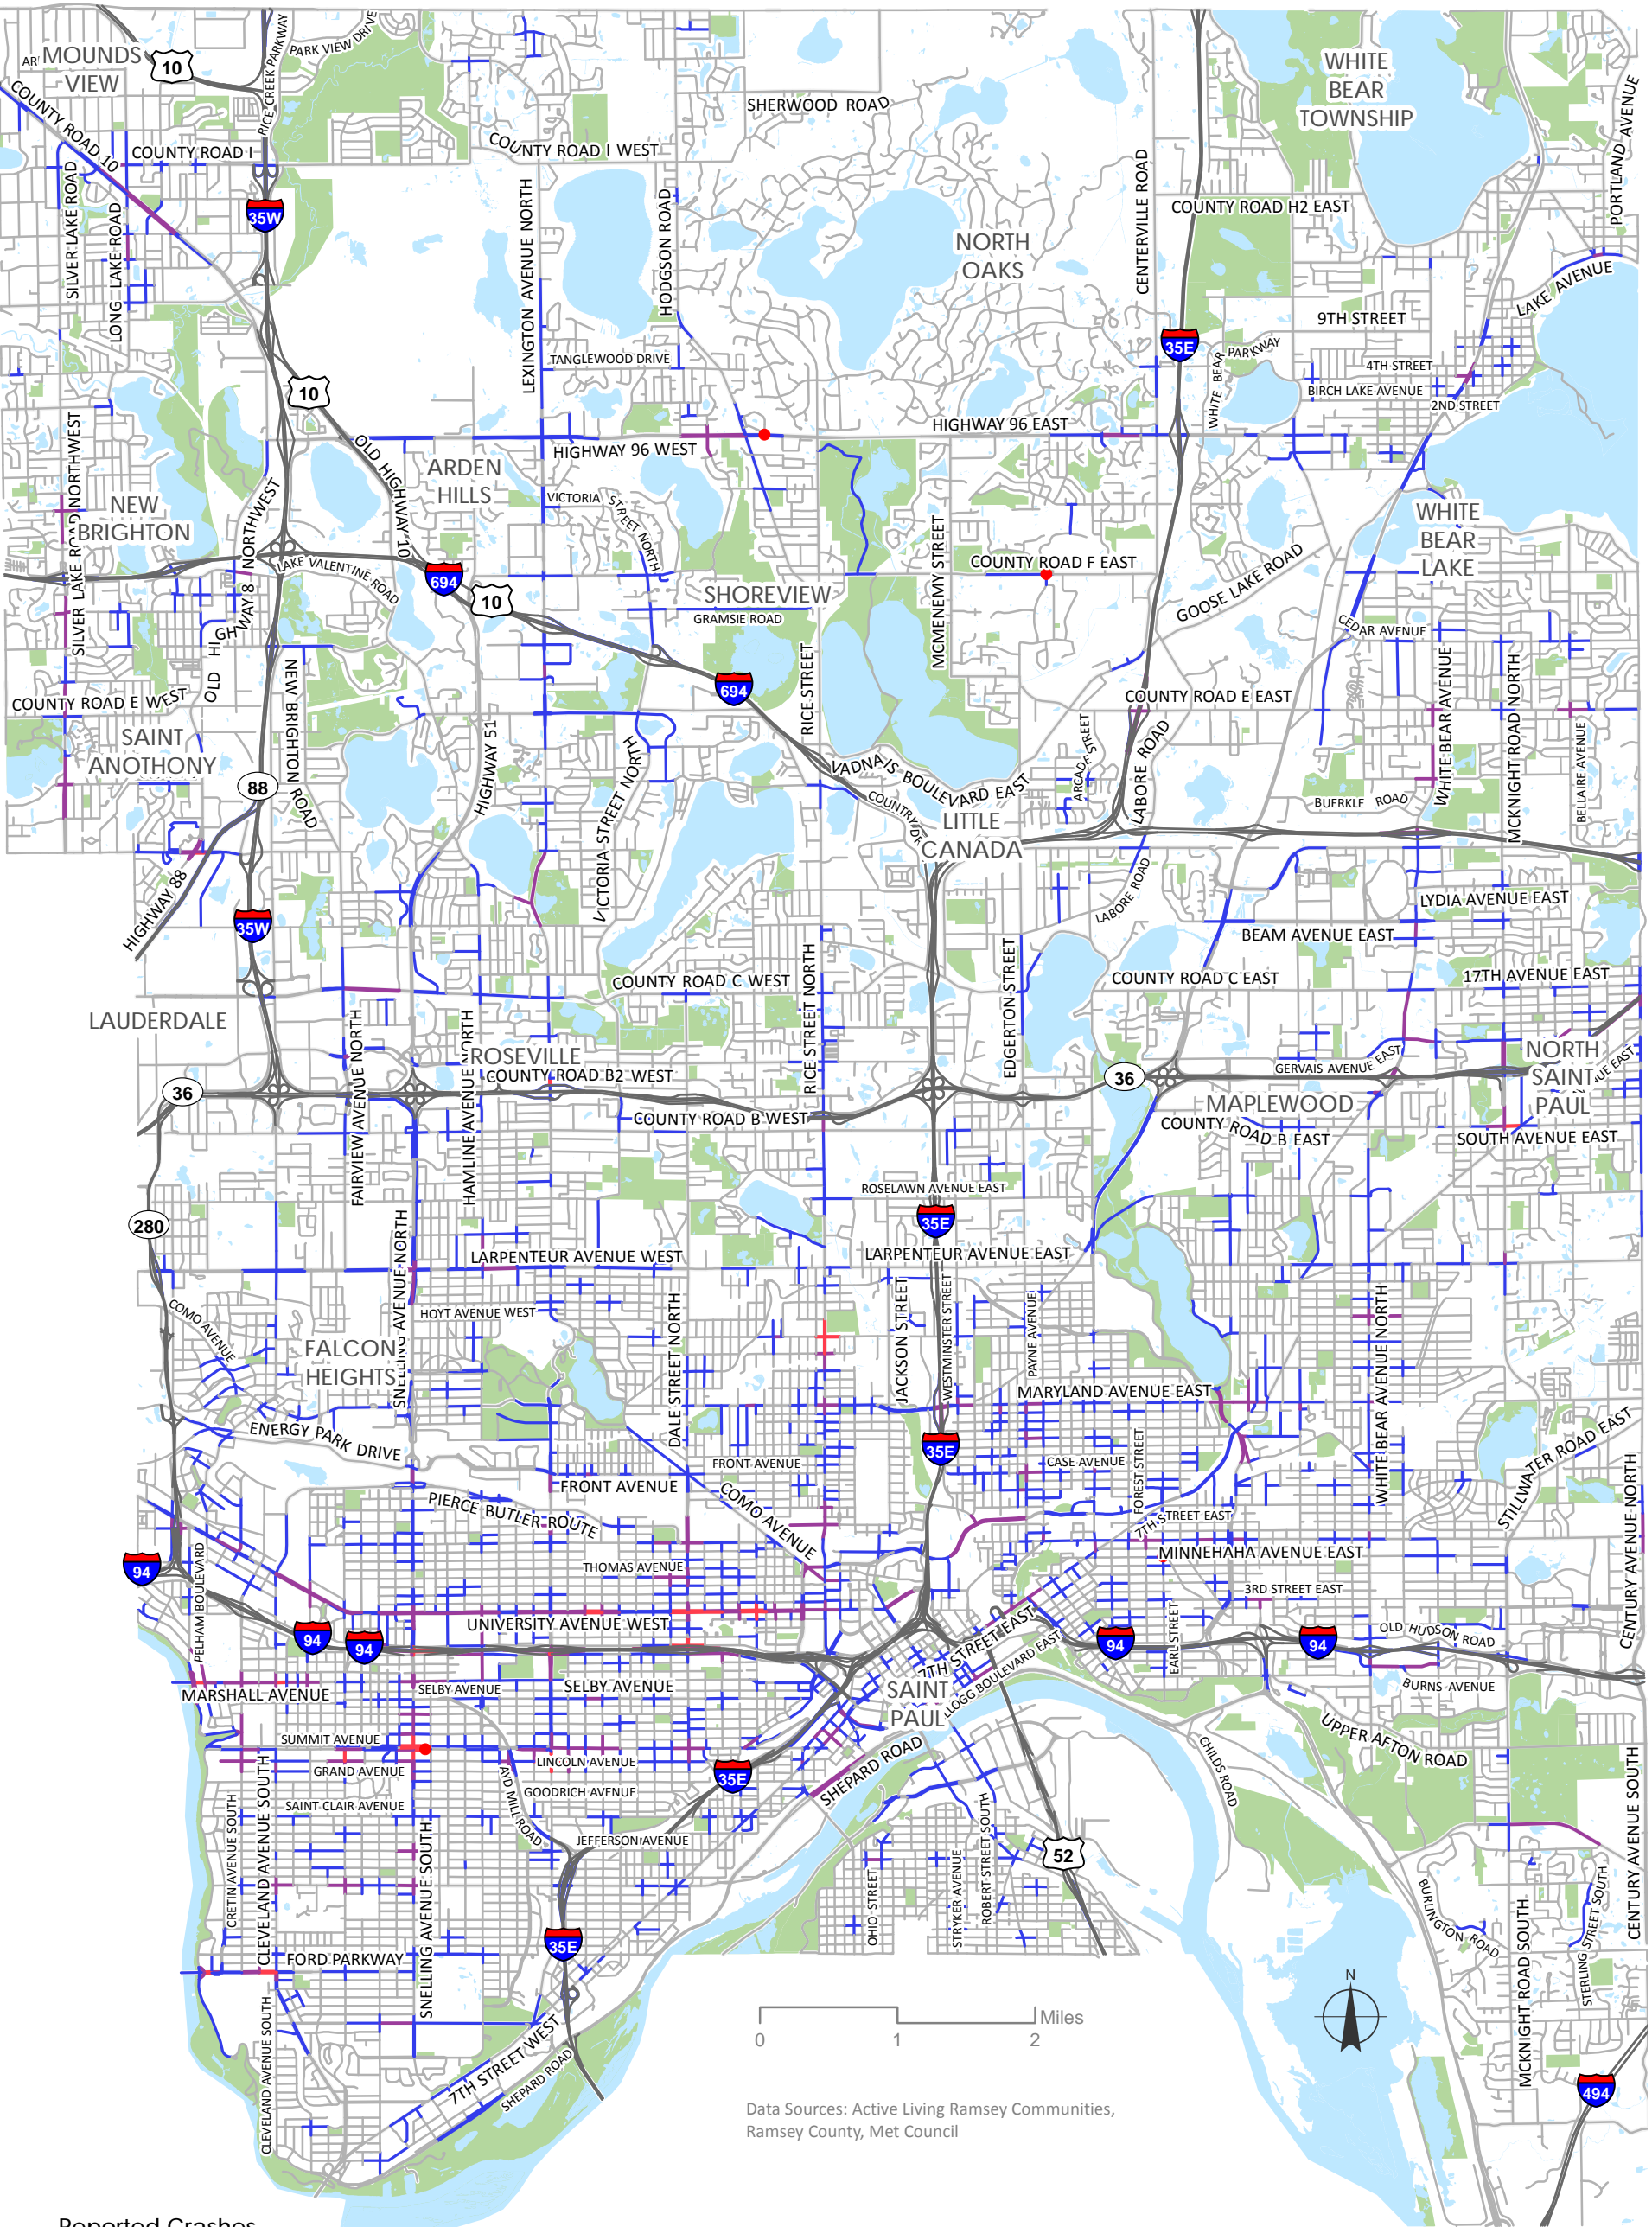 MOUNDS
VIEW
10
RICE CREEK PARKWAY
PARK VIEW DRIVE
COUNTY ROAD 10
COUNTY ROAD I
COUNTY ROAD I WEST
SHERWOOD ROAD
WHITE
BEAR
TOWNSHIP
PORTLAND AVENUE
SILVER LAKE ROAD
LONG LAKE ROAD
35W
LEXINGTON AVENUE NORTH
HODGSON ROAD
NORTH
OAKS
CENTERVILLE ROAD
COUNTY ROAD H2 EAST
LAKE AVENUE
9TH STREET
35E
WHITE BEAR PARKWAY
TANGLEWOOD DRIVE
4TH STREET
BIRCH LAKE AVENUE
2ND STREET
10
OLD HIGHWAY 10
HIGHWAY 96 EAST
HIGHWAY 96 WEST
ARDEN
HILLS
VICTORIA STREET NORTH
SILVER LAKE ROAD NORTHWEST
NEW
BRIGHTON
OLD HIGHWAY 8 NORTHWEST
LAKE VALENTINE ROAD
694
10
SHOREVIEW
GRAMSIE ROAD
MCMENEMY STREET
COUNTY ROAD F EAST
GOOSE LAKE ROAD
WHITE
BEAR
LAKE
CEDAR AVENUE
COUNTY ROAD E WEST
NEW BRIGHTON ROAD
694
RICE STREET
COUNTY ROAD E EAST
WHITE BEAR AVENUE
MCKNIGHT ROAD NORTH
BELLAIRE AVENUE
SAINT
ANOTHONY
88
HIGHWAY 51
VICTORIA STREET NORTH
VADNAIS BOULEVARD EAST
COUNTRY DR
ARCADE STREET
LABORE ROAD
BUERKLE ROAD
LITTLE
CANADA
HIGHWAY 88
35W
LABORE ROAD
LYDIA AVENUE EAST
BEAM AVENUE EAST
COUNTY ROAD C WEST
RICE STREET NORTH
EDGERTON STREET
COUNTY ROAD C EAST
17TH AVENUE EAST
LAUDERDALE
FAIRVIEW AVENUE NORTH
HAMLINE AVENUE NORTH
ROSEVILLE
COUNTY ROAD B2 WEST
36
36
GERVAIS AVENUE EAST
NORTH
SAINT
PAUL
COUNTY ROAD B WEST
MAPLEWOOD
COUNTY ROAD B EAST
SOUTH AVENUE EAST
ROSELAWN AVENUE EAST
280
35E
SNELLING AVENUE NORTH
LARPENTEUR AVENUE WEST
LARPENTEUR AVENUE EAST
COMO AVENUE
HOYT AVENUE WEST
DALE STREET NORTH
JACKSON STREET
WESTMINSTER STREET
PAYNE AVENUE
WHITE BEAR AVENUE NORTH
FALCON
HEIGHTS
MARYLAND AVENUE EAST
ENERGY PARK DRIVE
35E
FRONT AVENUE
CASE AVENUE
FOREST STREET
STILLWATER ROAD EAST
CENTURY AVENUE NORTH
FRONT AVENUE
COMO AVENUE
PIERCE BUTLER ROUTE
7TH STREET EAST
94
PELHAM BOULEVARD
THOMAS AVENUE
MINNEHAHA AVENUE EAST
3RD STREET EAST
UNIVERSITY AVENUE WEST
94
94
7TH STREET EAST
94
EARL STREET
94
OLD HUDSON ROAD
MARSHALL AVENUE
SELBY AVENUE
SELBY AVENUE
SAINT
PAUL
LLOGG BOULEVARD EAST
BURNS AVENUE
SUMMIT AVENUE
GRAND AVENUE
LINCOLN AVENUE
GOODRICH AVENUE
35E
SHEPARD ROAD
CHILDS ROAD
UPPER AFTON ROAD
SAINT CLAIR AVENUE
AYD MILL ROAD
JEFFERSON AVENUE
52
CRETIN AVENUE SOUTH
CLEVELAND AVENUE SOUTH
SNELLING AVENUE SOUTH
OHIO STREET
STRYKER AVENUE
ROBERT STREET SOUTH
BURLINGTON ROAD
MCKNIGHT ROAD SOUTH
STERLING STREET SOUTH
CENTURY AVENUE SOUTH
FORD PARKWAY
35E
CLEVELAND AVENUE SOUTH
7TH STREET WEST
SHEPARD ROAD
N
Miles
0 1 2
494
Data Sources: Active Living Ramsey Communities,
Ramsey County, Met Council
Reported Crashes